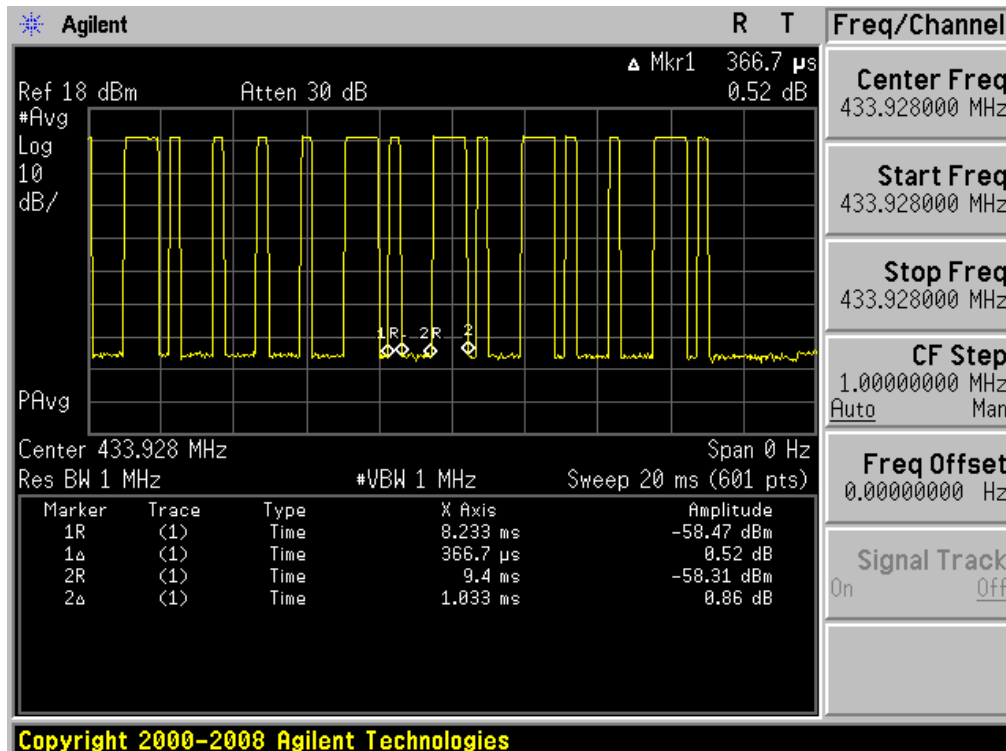 Agilent R T
Δ Mkr1 366.7 µs
Ref 18 dBm Atten 30 dB 0.52 dB
#Avg
Log
10
dB/
1R 2R 2
PAvg
Center 433.928 MHz Span 0 Hz
Res BW 1 MHz #VBW 1 MHz Sweep 20 ms (601 pts)
Marker Trace Type X Axis Amplitude
1R (1) Time 8.233 ms -58.47 dBm
1Δ (1) Time 366.7 µs 0.52 dB
2R (1) Time 9.4 ms -58.31 dBm
2Δ (1) Time 1.033 ms 0.86 dB
Copyright 2000-2008 Agilent Technologies
Freq/Channel
Center Freq
433.928000 MHz
Start Freq
433.928000 MHz
Stop Freq
433.928000 MHz
CF Step
1.00000000 MHz
Auto Man
Freq Offset
0.00000000 Hz
Signal Track
On Off